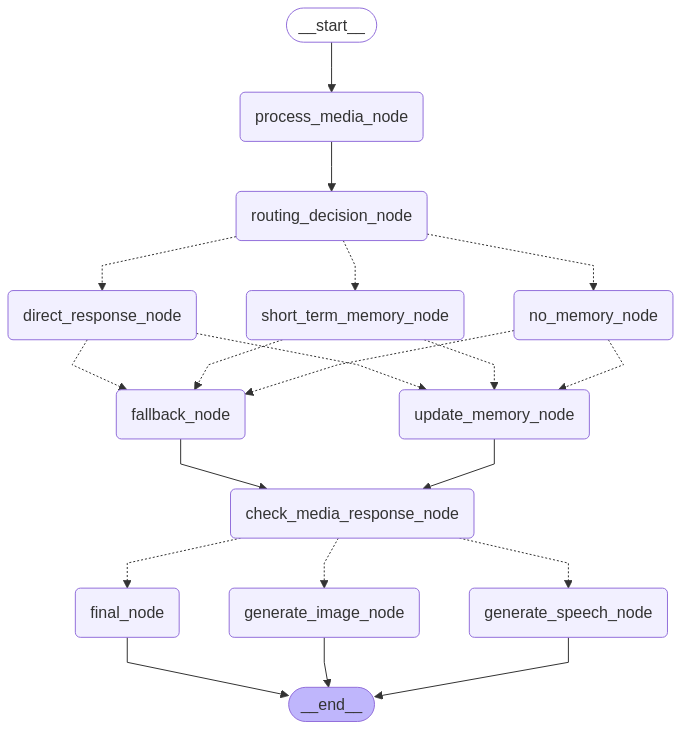 __start__
process_media_node
routing_decision_node
direct_response_node
short_term_memory_node
no_memory_node
fallback_node
update_memory_node
check_media_response_node
final_node
generate_image_node
generate_speech_node
__end__